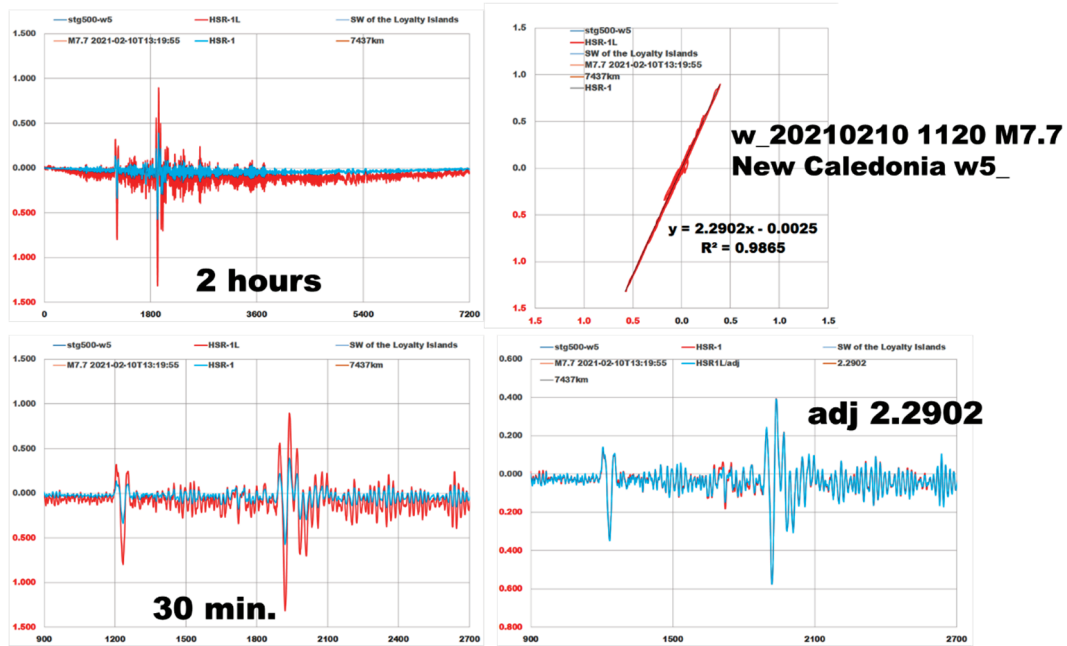 stg500-w5 HSR-1L SW of the Loyalty Islands
M7.7 2021-02-10T13:19:55 HSR-1 7437km
1.500
1.000
0.500
0.000
0.500
1.000
1.500
0 1800 3600 5400 7200
2 hours
stg500-w5
HSR-1L
SW of the Loyalty Islands
M7.7 2021-02-10T13:19:55
7437km
HSR-1
1.5
1.0
0.5
0.0
0.5
1.0
1.5
1.5 1.0 0.5 0.0 0.5 1.0 1.5
y = 2.2902x - 0.0025
R² = 0.9865
w_20210210 1120 M7.7
New Caledonia w5_
stg500-w5 HSR-1L SW of the Loyalty Islands
M7.7 2021-02-10T13:19:55 HSR-1 7437km
1.500
1.000
0.500
0.000
0.500
1.000
1.500
900 1200 1500 1800 2100 2400 2700
30 min.
stg500-w5 HSR-1 SW of the Loyalty Islands
M7.7 2021-02-10T13:19:55 HSR1L/adj 2.2902
7437km
0.600
0.400
0.200
0.000
0.200
0.400
0.600
0.800
900 1500 2100 2700
adj 2.2902